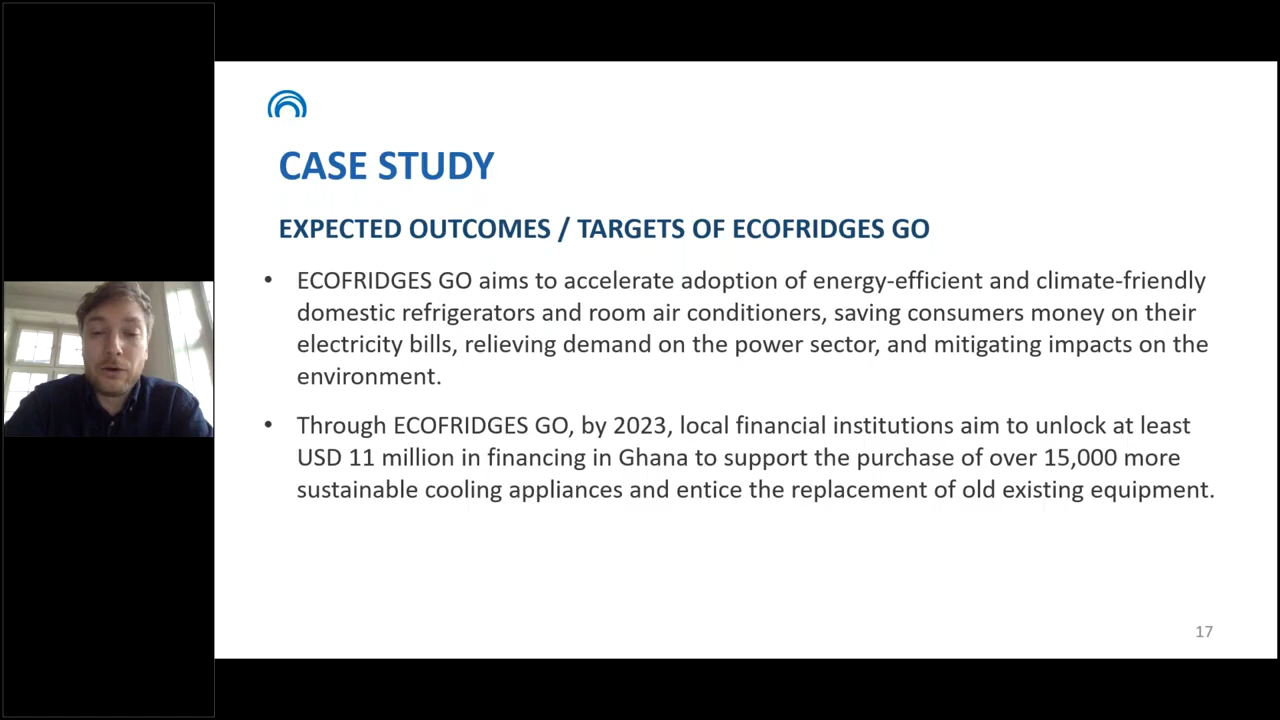 CASE STUDY
EXPECTED OUTCOMES / TARGETS OF ECOFRIDGES GO
• ECOFRIDGES GO aims to accelerate adoption of energy-efficient and climate-friendly
domestic refrigerators and room air conditioners, saving consumers money on their
electricity bills, relieving demand on the power sector, and mitigating impacts on the
environment.
• Through ECOFRIDGES GO, by 2023, local financial institutions aim to unlock at least
USD 11 million in financing in Ghana to support the purchase of over 15,000 more
sustainable cooling appliances and entice the replacement of old existing equipment.
17